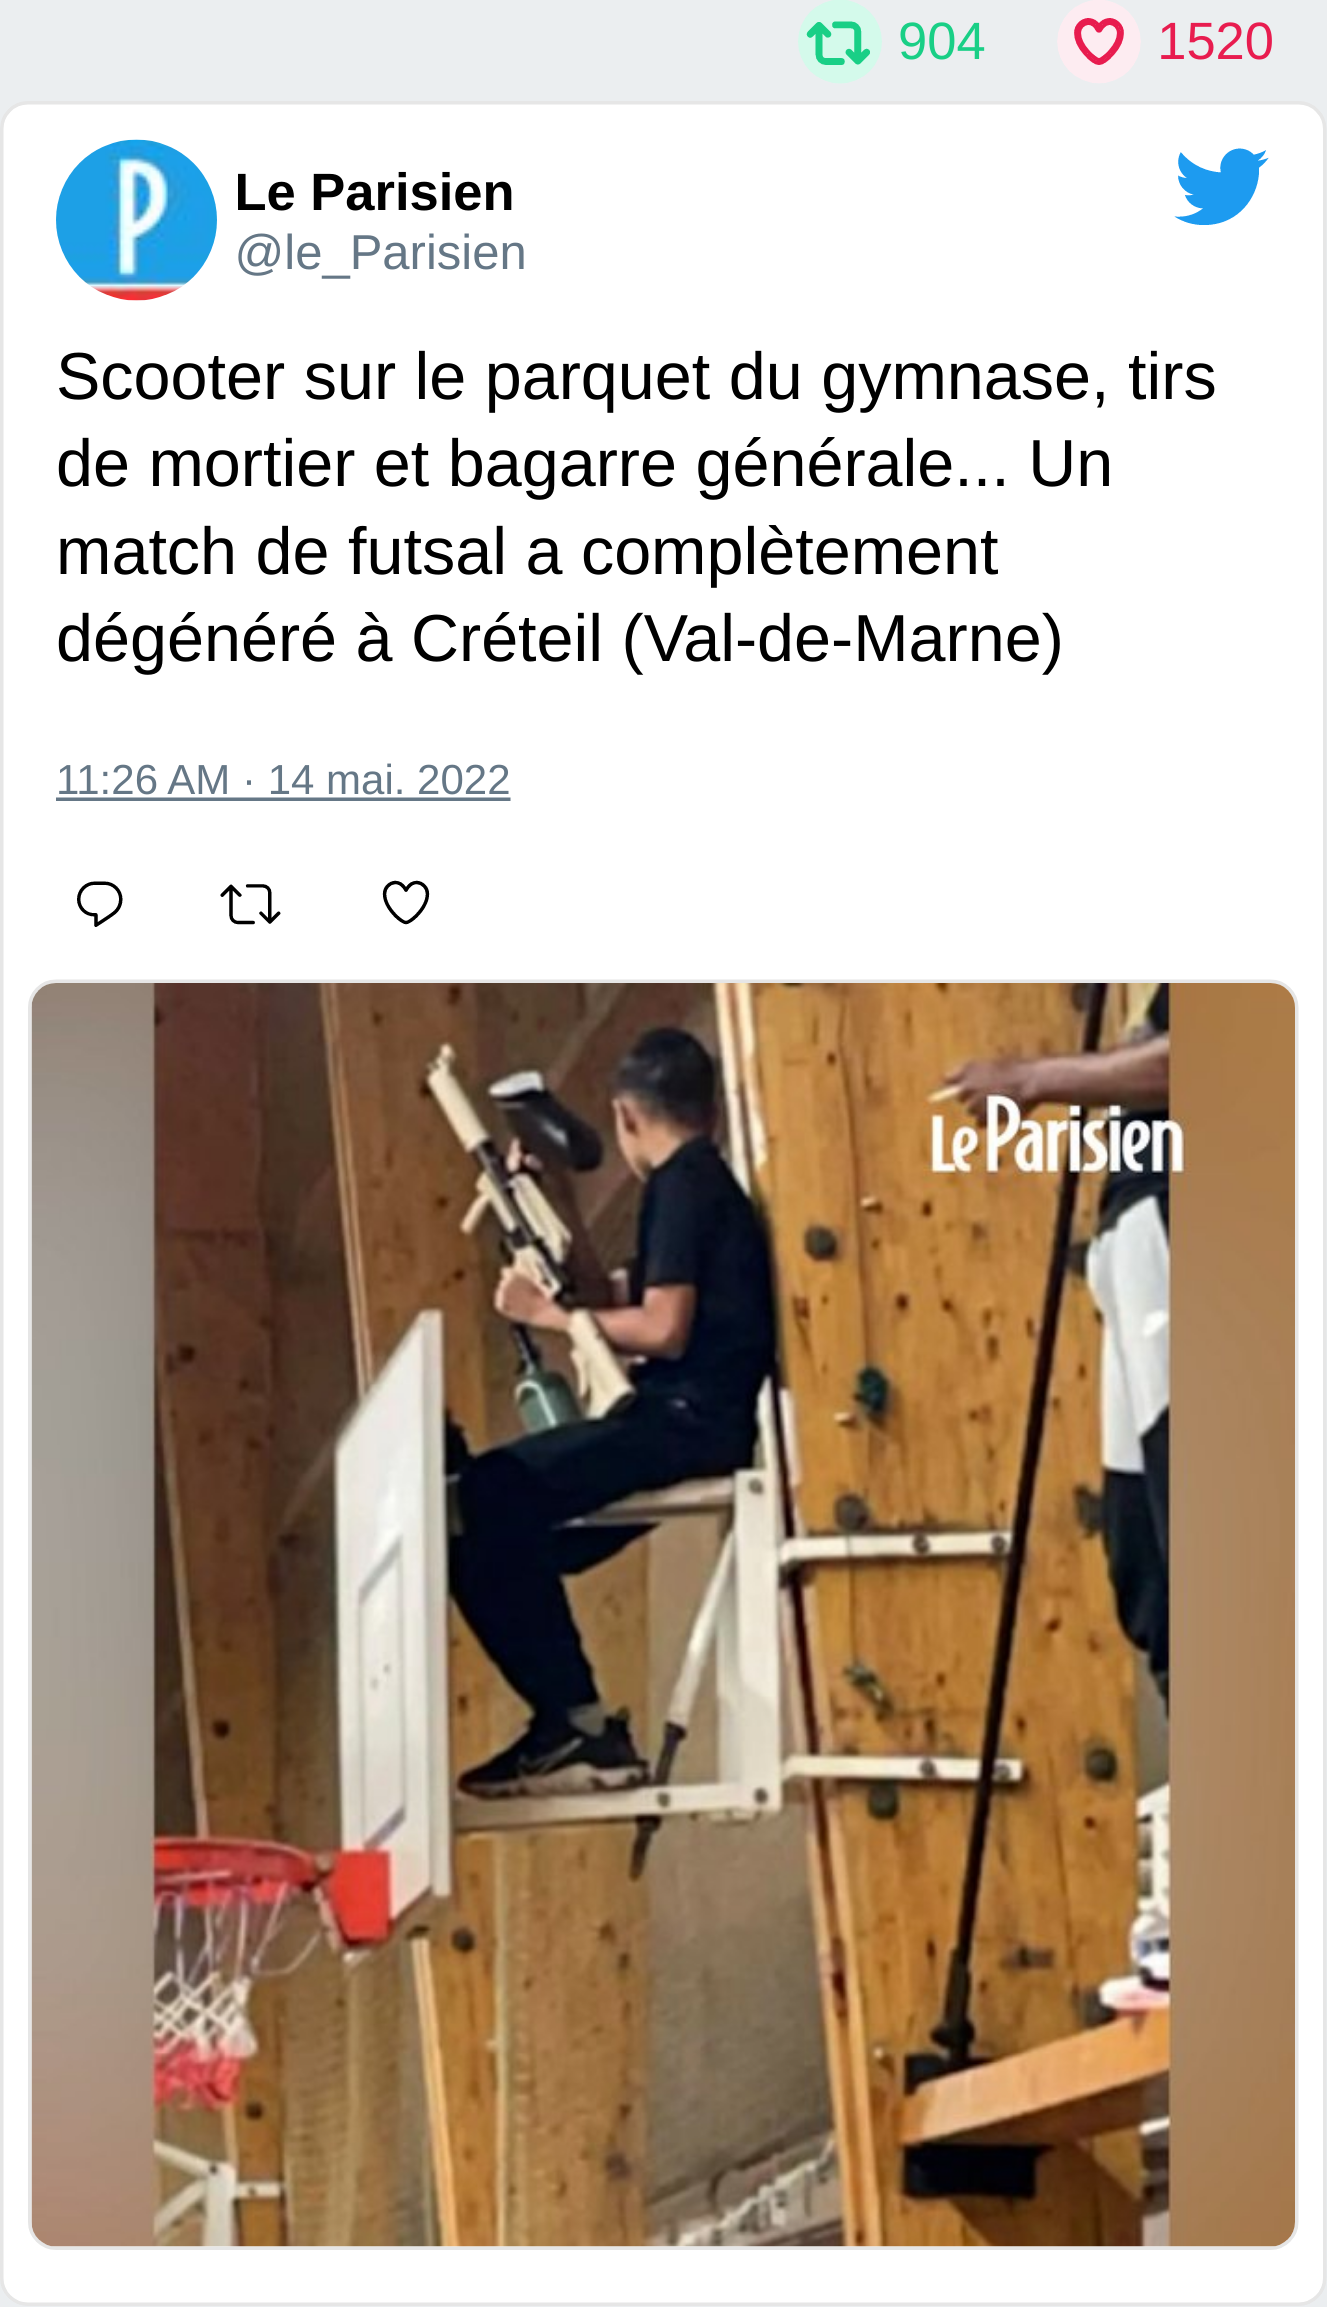 904 1520
Le Parisien
@le_Parisien
Scooter sur le parquet du gymnase, tirs
de mortier et bagarre générale... Un
match de futsal a complètement
dégénéré à Créteil (Val-de-Marne)
11:26 AM · 14 mai. 2022
Le Parisien